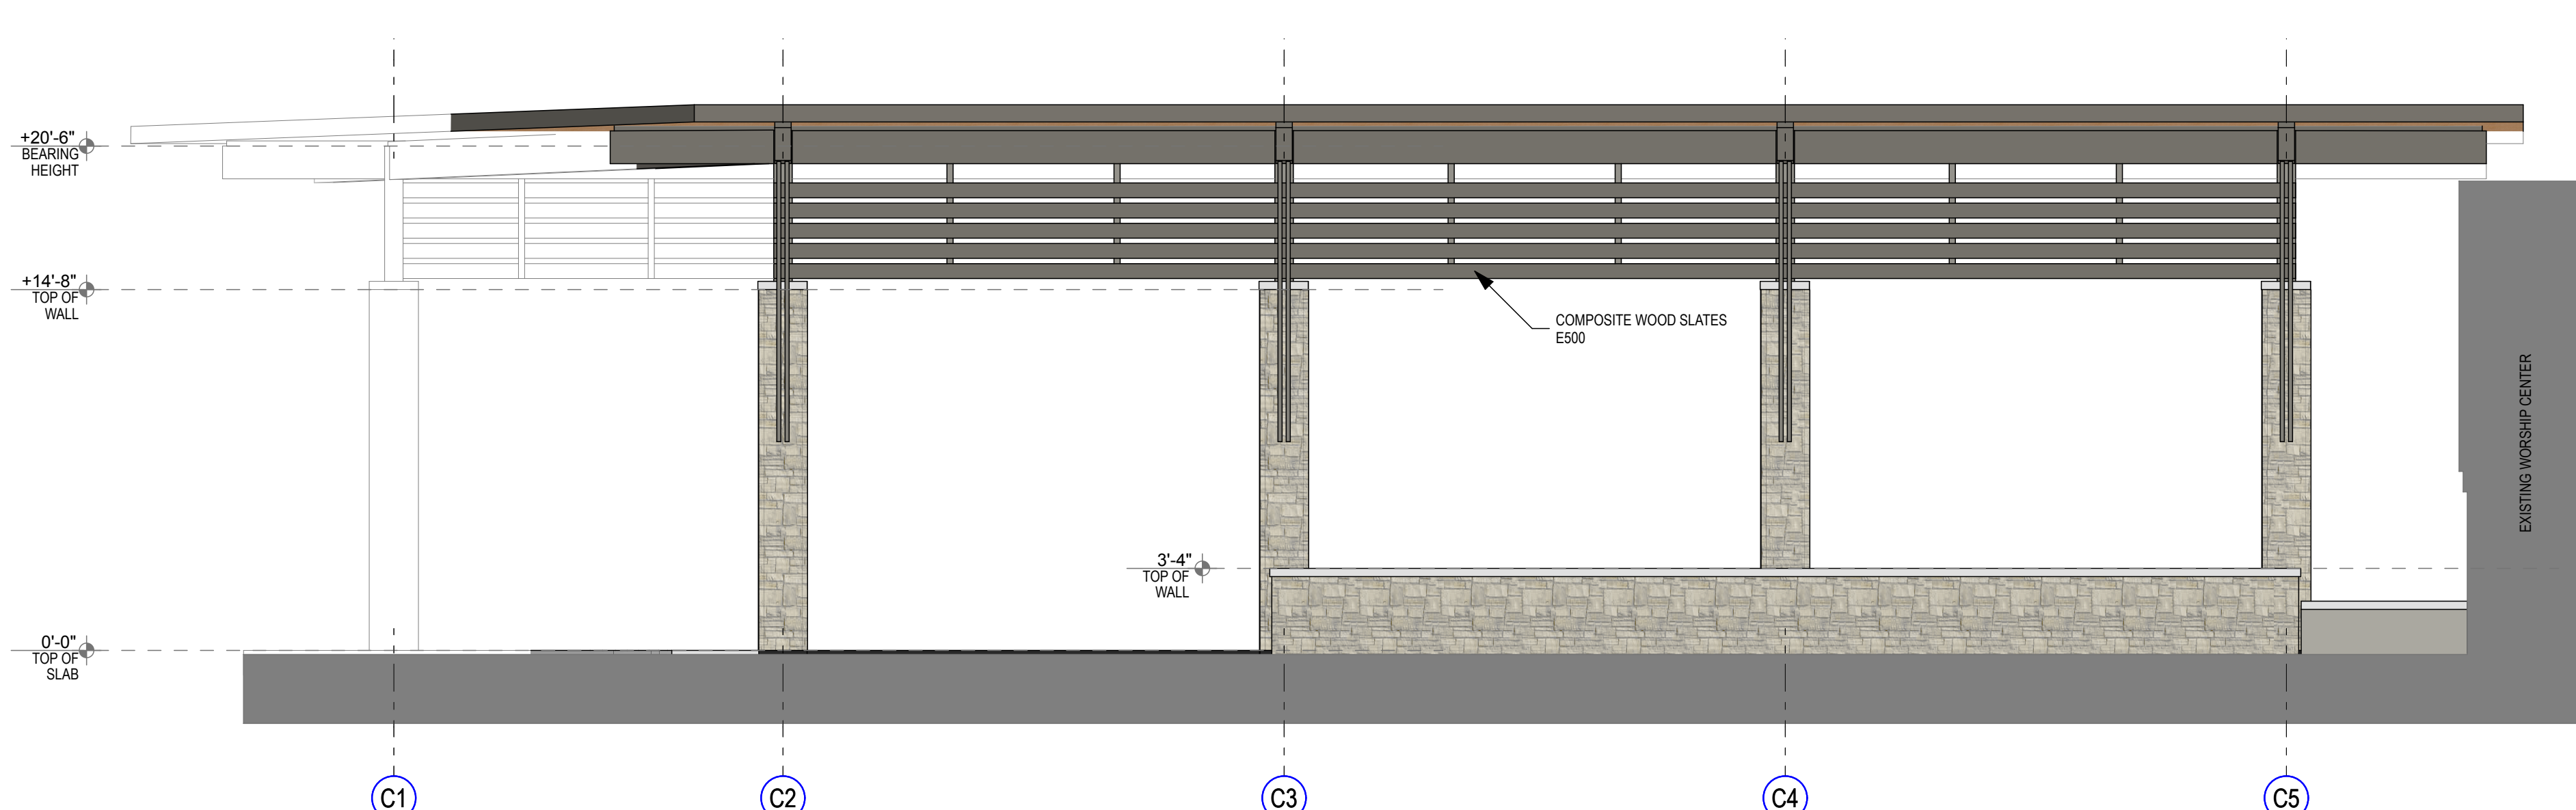 +20'-6"
BEARING
HEIGHT
+14'-8"
TOP OF
WALL
COMPOSITE WOOD SLATES
E500
EXISTING WORSHIP CENTER
3'-4"
TOP OF
WALL
0'-0"
TOP OF
SLAB
C1
C2
C3
C4
C5